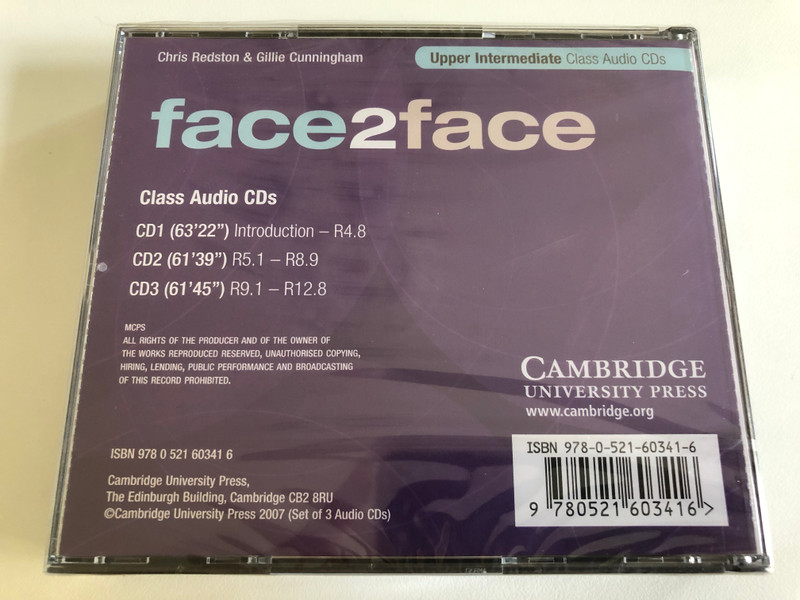 Chris Redston & Gillie Cunningham
Upper Intermediate Class Audio CDs
face2face
Class Audio CDs
CD1 (63’22”) Introduction – R4.8
CD2 (61’39”) R5.1 – R8.9
CD3 (61’45”) R9.1 – R12.8
MCPS
ALL RIGHTS OF THE PRODUCER AND OF THE OWNER OF
THE WORKS REPRODUCED RESERVED, UNAUTHORISED COPYING,
HIRING, LENDING, PUBLIC PERFORMANCE AND BROADCASTING
OF THIS RECORD PROHIBITED.
CAMBRIDGE
UNIVERSITY PRESS
www.cambridge.org
ISBN 978 0 521 60341 6
Cambridge University Press,
The Edinburgh Building, Cambridge CB2 8RU
©Cambridge University Press 2007 (Set of 3 Audio CDs)
ISBN 978-0-521-60341-6
9 780521 603416 >